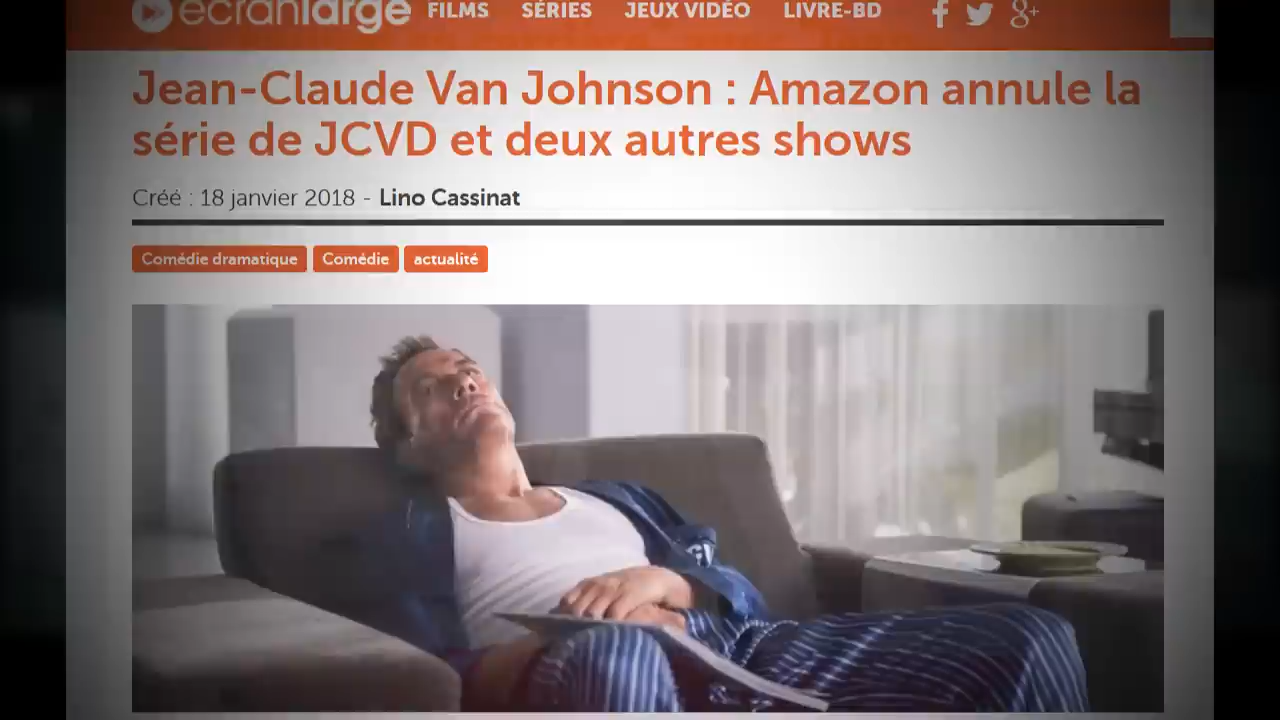 ecranlarge FILMS SÉRIES JEUX VIDÉO LIVRE-BD
Jean-Claude Van Johnson : Amazon annule la
série de JCVD et deux autres shows
Créé : 18 janvier 2018 - Lino Cassinat
Comédie dramatique Comédie actualité